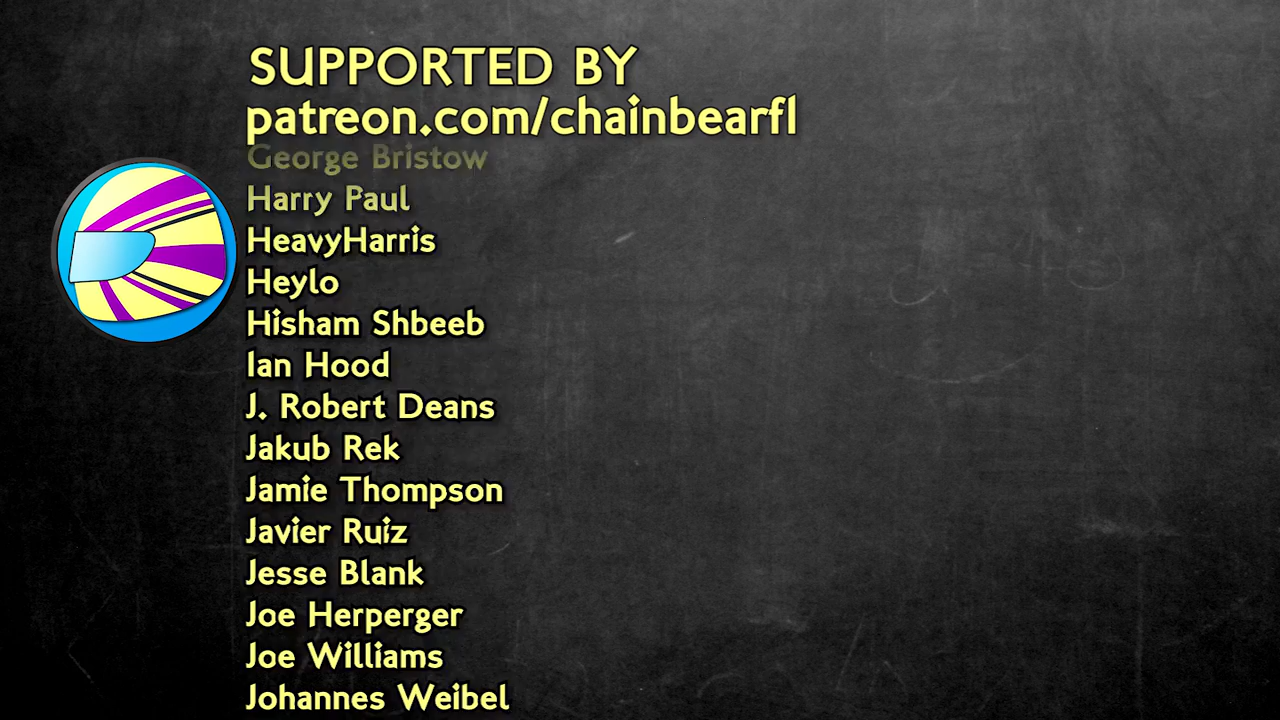 SUPPORTED BY
patreon.com/chainbearf1
George Bristow
Harry Paul
HeavyHarris
Heylo
Hisham Shbeeb
Ian Hood
J. Robert Deans
Jakub Rek
Jamie Thompson
Javier Ruiz
Jesse Blank
Joe Herperger
Joe Williams
Johannes Weibel